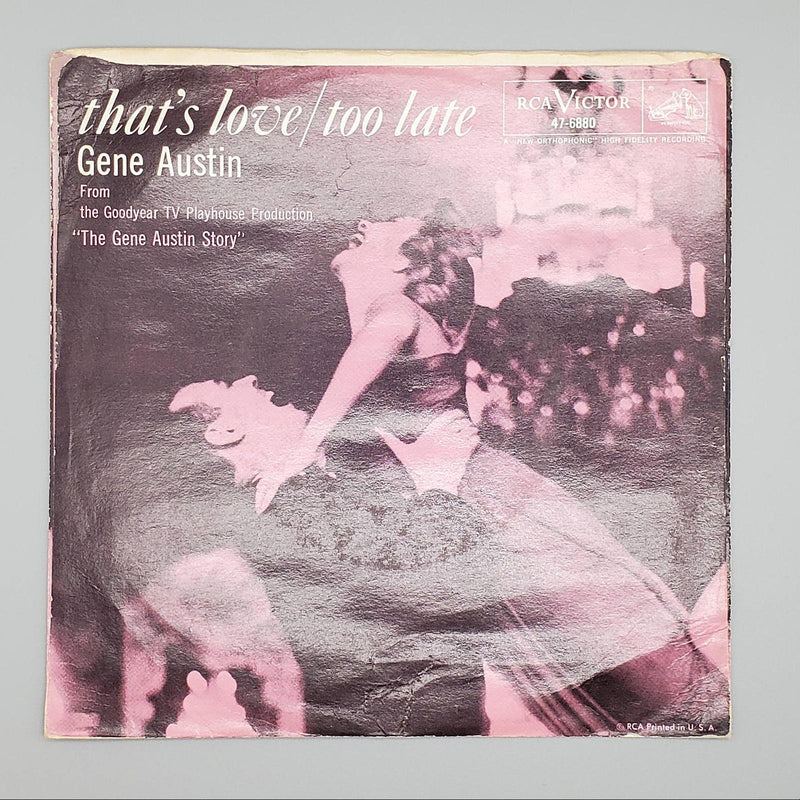 that's love/too late
Gene Austin
From
the Goodyear TV Playhouse Production
"The Gene Austin Story"
RCA VICTOR
47-6880
A "NEW ORTHOPHONIC" HIGH FIDELITY RECORDING
© RCA Printed in U. S. A.